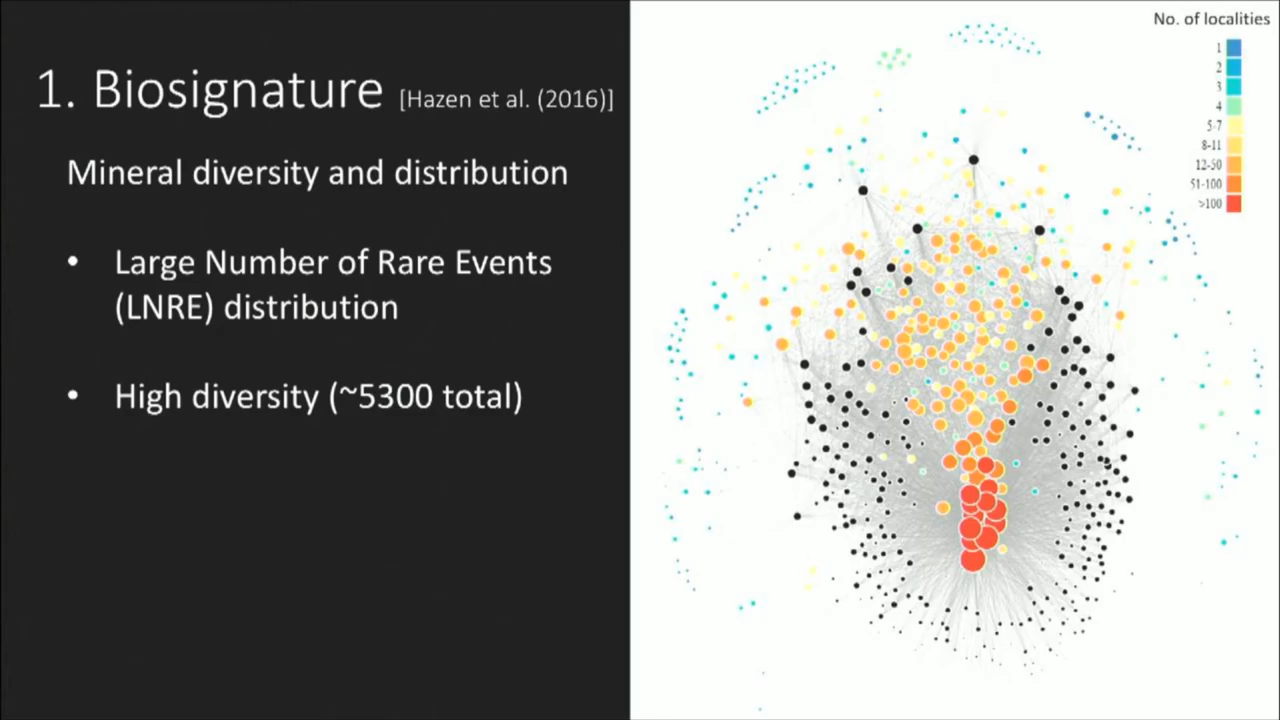 1. Biosignature [Hazen et al. (2016)]
Mineral diversity and distribution
• Large Number of Rare Events
(LNRE) distribution
• High diversity (~5300 total)
No. of localities
1
2
3
4
5-7
8-11
12-50
51-100
>100